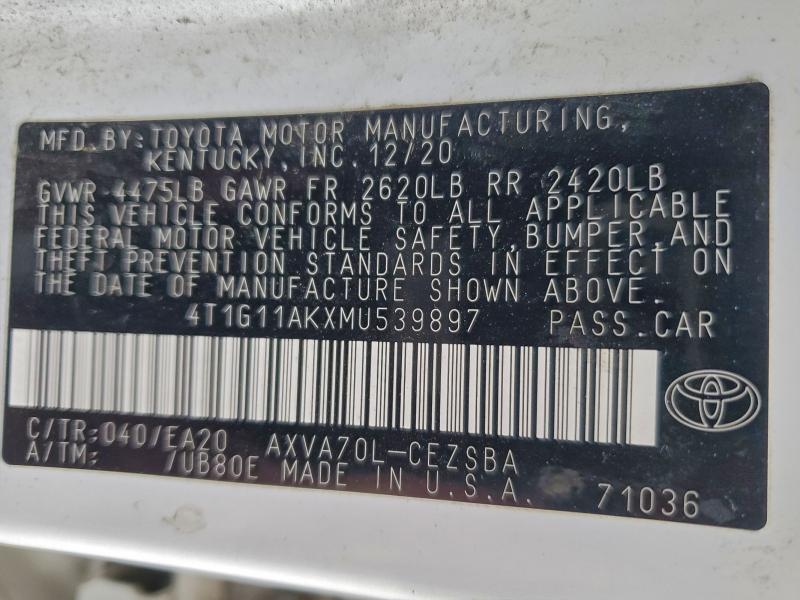 MFD. BY: TOYOTA MOTOR MANUFACTURING,
KENTUCKY, INC. 12/20
GVWR 4475LB GAWR FR 2620LB RR 2420LB
THIS VEHICLE CONFORMS TO ALL APPLICABLE
FEDERAL MOTOR VEHICLE SAFETY, BUMPER, AND
THEFT PREVENTION STANDARDS IN EFFECT ON
THE DATE OF MANUFACTURE SHOWN ABOVE.
4T1G11AKXMU539897 PASS. CAR
C/TR: 040/EA20 AXVA70L-CEZSBA
A/TM: /UB80E MADE IN U.S.A. 71036